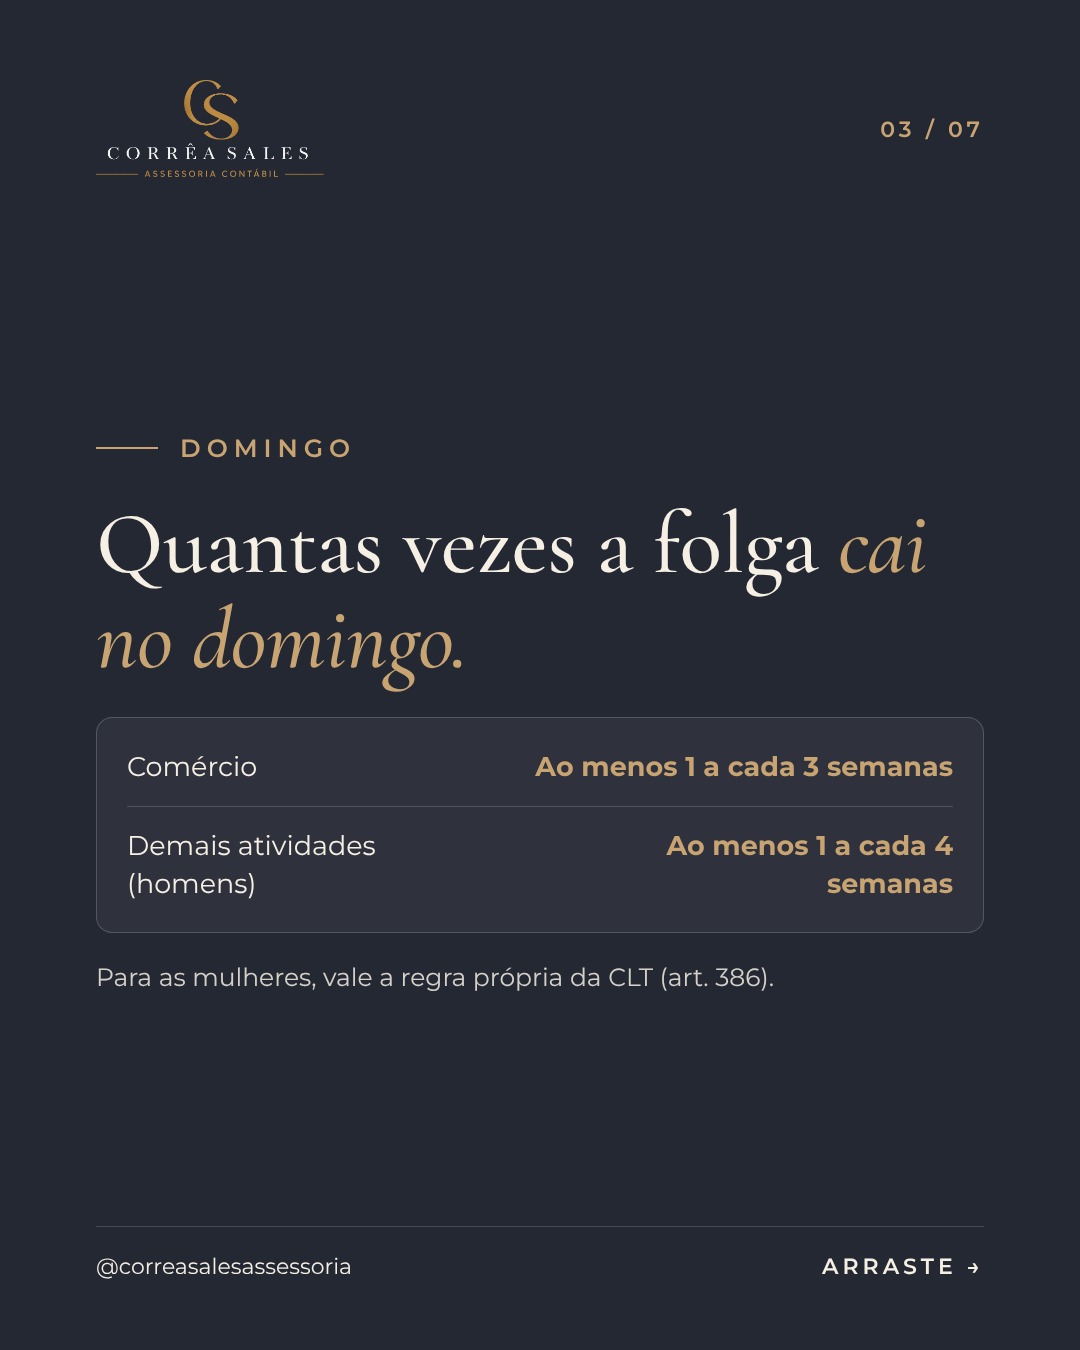 CS
CORRÊA SALES
ASSESSORIA CONTÁBIL
03 / 07
DOMINGO
Quantas vezes a folga cai
no domingo.
Comércio
Ao menos 1 a cada 3 semanas
Demais atividades
(homens)
Ao menos 1 a cada 4
semanas
Para as mulheres, vale a regra própria da CLT (art. 386).
@correasalesassessoria
ARRASTE →